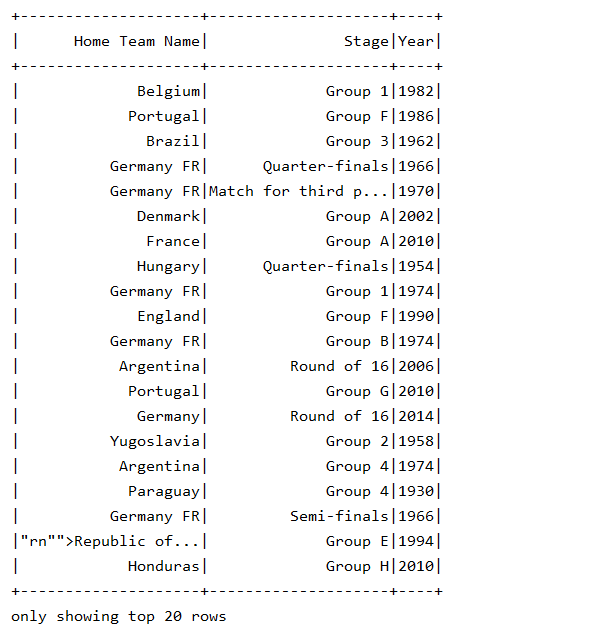 +--------------------+--------------------+----+
|      Home Team Name|               Stage|Year|
+--------------------+--------------------+----+
|             Belgium|             Group 1|1982|
|            Portugal|             Group F|1986|
|              Brazil|             Group 3|1962|
|          Germany FR|      Quarter-finals|1966|
|          Germany FR|Match for third p...|1970|
|             Denmark|             Group A|2002|
|              France|             Group A|2010|
|             Hungary|      Quarter-finals|1954|
|          Germany FR|             Group 1|1974|
|             England|             Group F|1990|
|          Germany FR|             Group B|1974|
|           Argentina|         Round of 16|2006|
|            Portugal|             Group G|2010|
|             Germany|         Round of 16|2014|
|          Yugoslavia|             Group 2|1958|
|           Argentina|             Group 4|1974|
|            Paraguay|             Group 4|1930|
|          Germany FR|         Semi-finals|1966|
|"rn"">Republic of...|             Group E|1994|
|            Honduras|             Group H|2010|
+--------------------+--------------------+----+
only showing top 20 rows